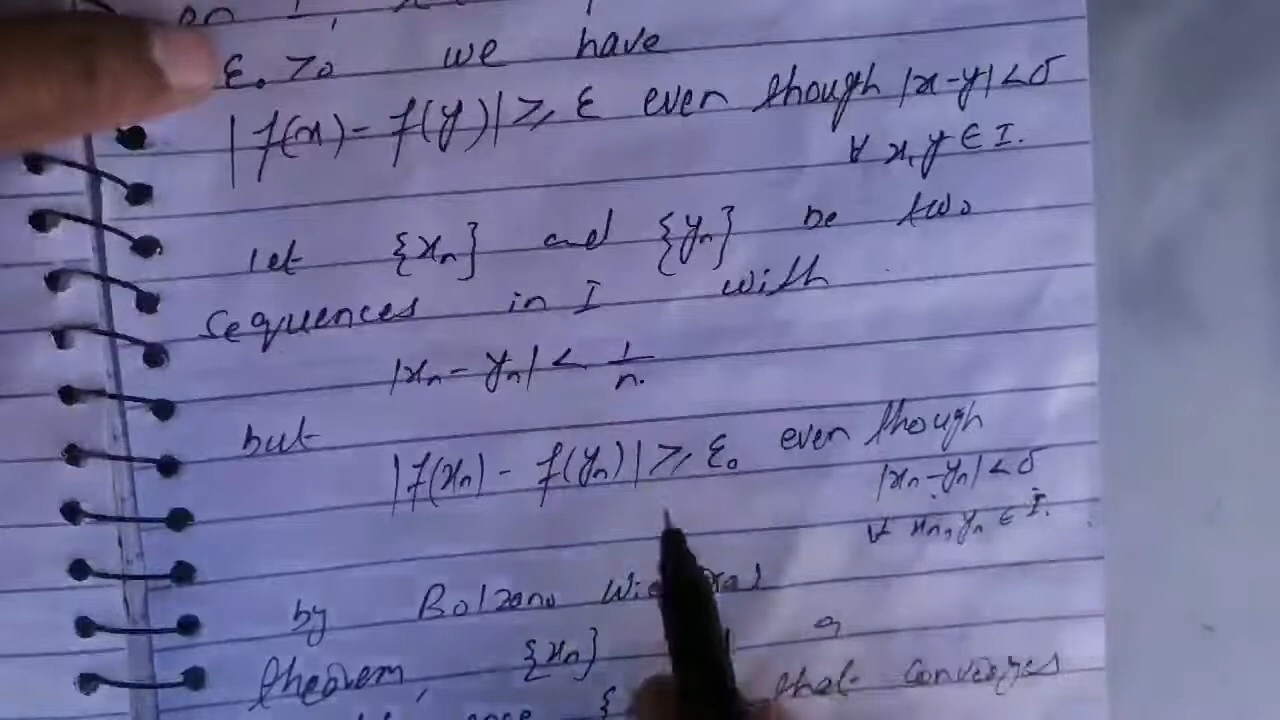 ε₀ >0 we have
|f(x) - f(y)| ≥ ε even though |x-y| < δ
∀ x, y ∈ I.
let {xₙ} and {yₙ} be two
sequences in I with
|xₙ - yₙ| < 1/n.
but
|f(xₙ) - f(yₙ)| ≥ ε₀ even though
|xₙ - yₙ| < δ
∀ xₙ, yₙ ∈ I.
by Bolzano
theorem, {xₙ} a
that converges